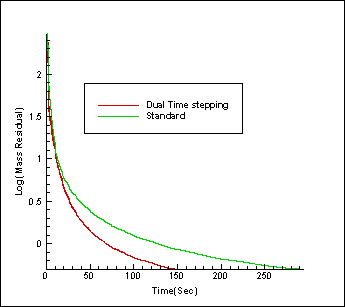 2
Dual Time stepping
Standard
1.5
Log(Mass Residual)
1
0.5
0
0 50 100 150 200 250
Time(Sec)